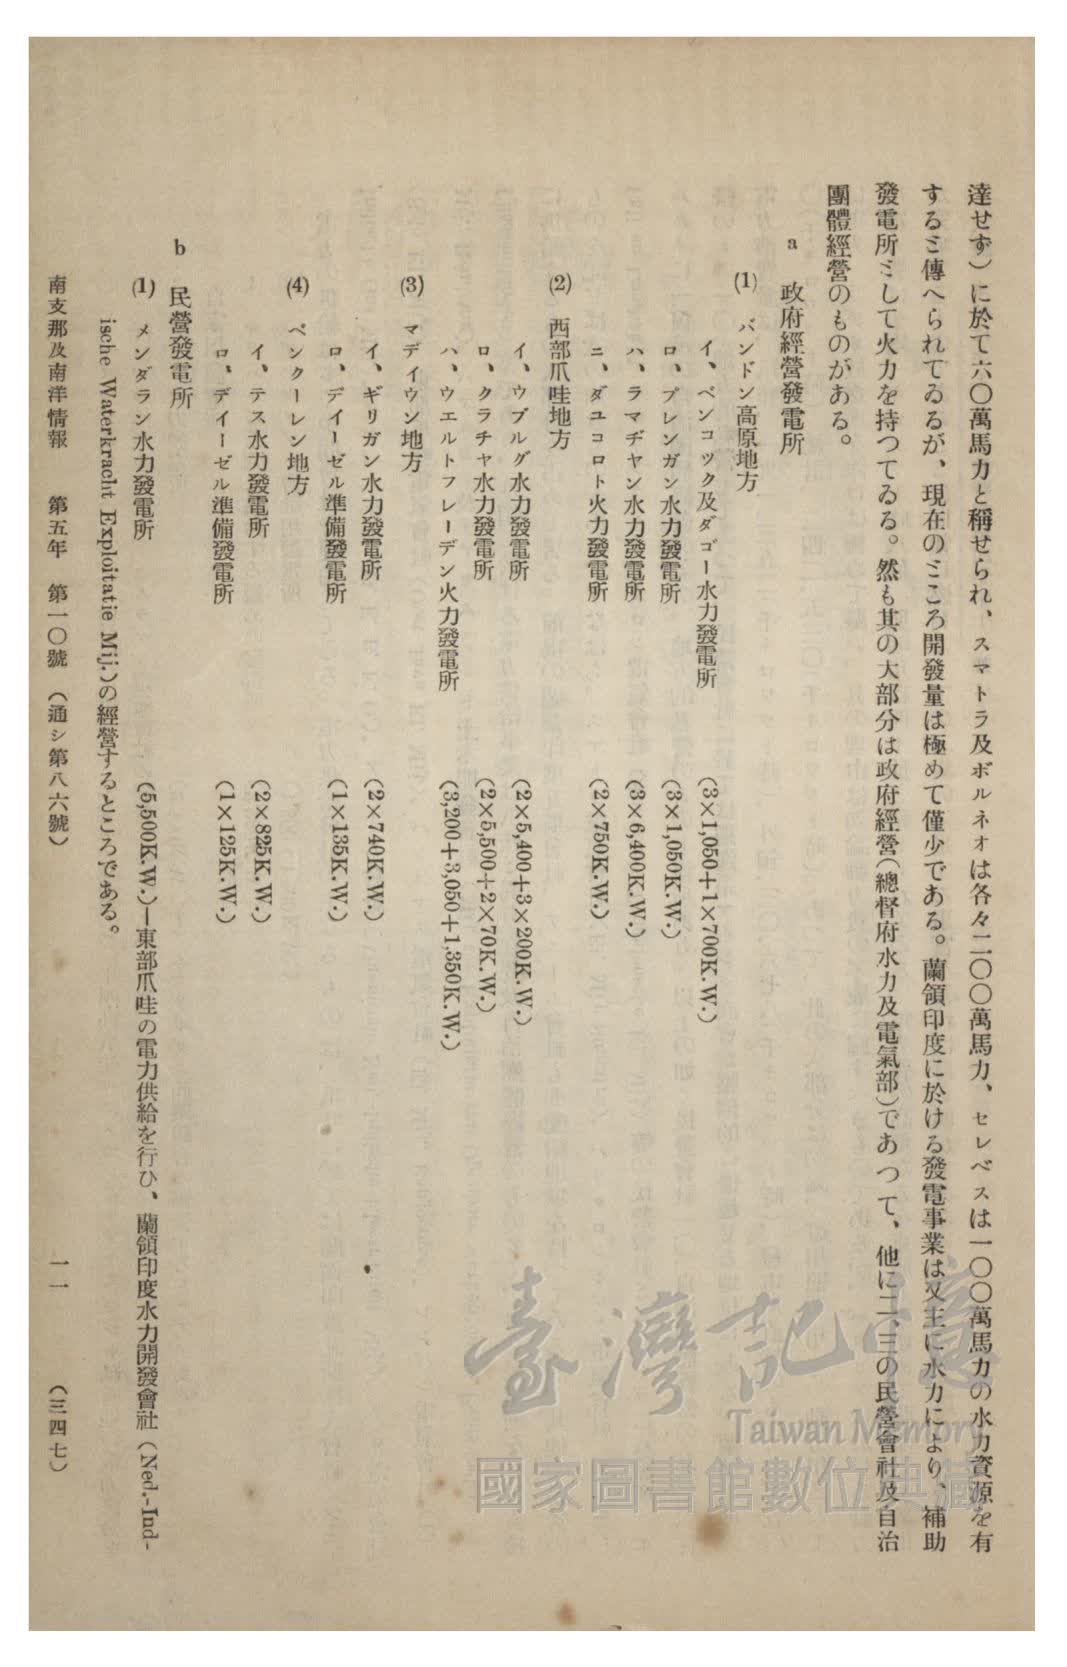 達せず）に於て六〇萬馬力と稱せられ、スマトラ及ボルネオは各々二〇〇萬馬力、セレベスは一〇〇萬馬力の水力資源を有
すると傳へられてゐるが、現在のところ開發量は極めて僅少である。蘭領印度に於ける發電事業は又主に水力により、補助
發電所として火力を持つてゐる。然も其の大部分は政府經營（總督府水力及電氣部）であつて、他に二、三の民營會社及自治
團體經營のものがある。
a 政府經營發電所
(1) バンドン高原地方
イ、ベンコック及ダゴー水力發電所 (3×1,050+1×700K.W.)
ロ、プレンガン水力發電所 (3×1,050K.W.)
ハ、ラマヂヤン水力發電所 (3×6,400K.W.)
ニ、ダユコロト火力發電所 (2×750K.W.)
(2) 西部爪哇地方
イ、ウブルグ水力發電所 (2×5,400+3×200K.W.)
ロ、クラチヤ水力發電所 (2×5,500+2×70K.W.)
ハ、ウエルトフレーデン火力發電所 (3,200+3,050+1,350K.W.)
(3) マデイウン地方
イ、ギリガン水力發電所 (2×740K.W.)
ロ、デイーゼル準備發電所 (1×135K.W.)
(4) ベンクーレン地方
イ、テス水力發電所 (2×825K.W.)
ロ、デイーゼル準備發電所 (1×125K.W.)
b 民營發電所
(1) メンダラン水力發電所 (5,500K.W.)—東部爪哇の電力供給を行ひ、蘭領印度水力開發會社（Ned.-Ind-
ische Waterkracht Exploitatie Mij.）の經營するところである。
南支那及南洋情報 第五年 第一〇號 （通シ第八六號） 一一 （三四七）
臺灣記憶
Taiwan Memory
國家圖書館數位典藏